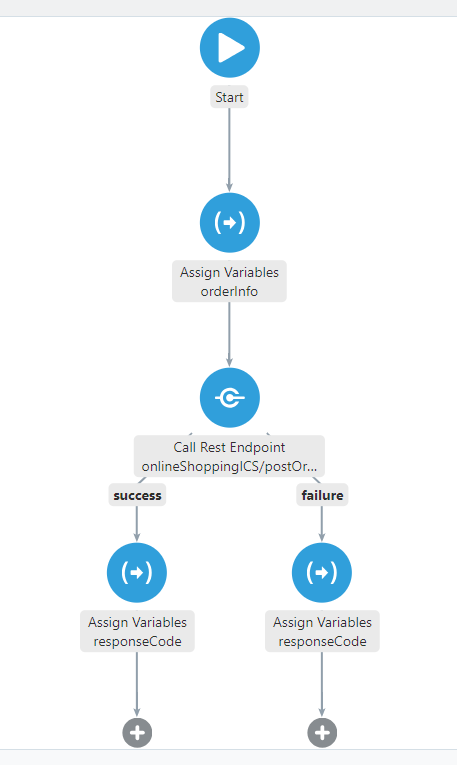 Start
Assign Variables
orderInfo
Call Rest Endpoint
onlineShoppingICS/postOr...
success
failure
Assign Variables
responseCode
Assign Variables
responseCode